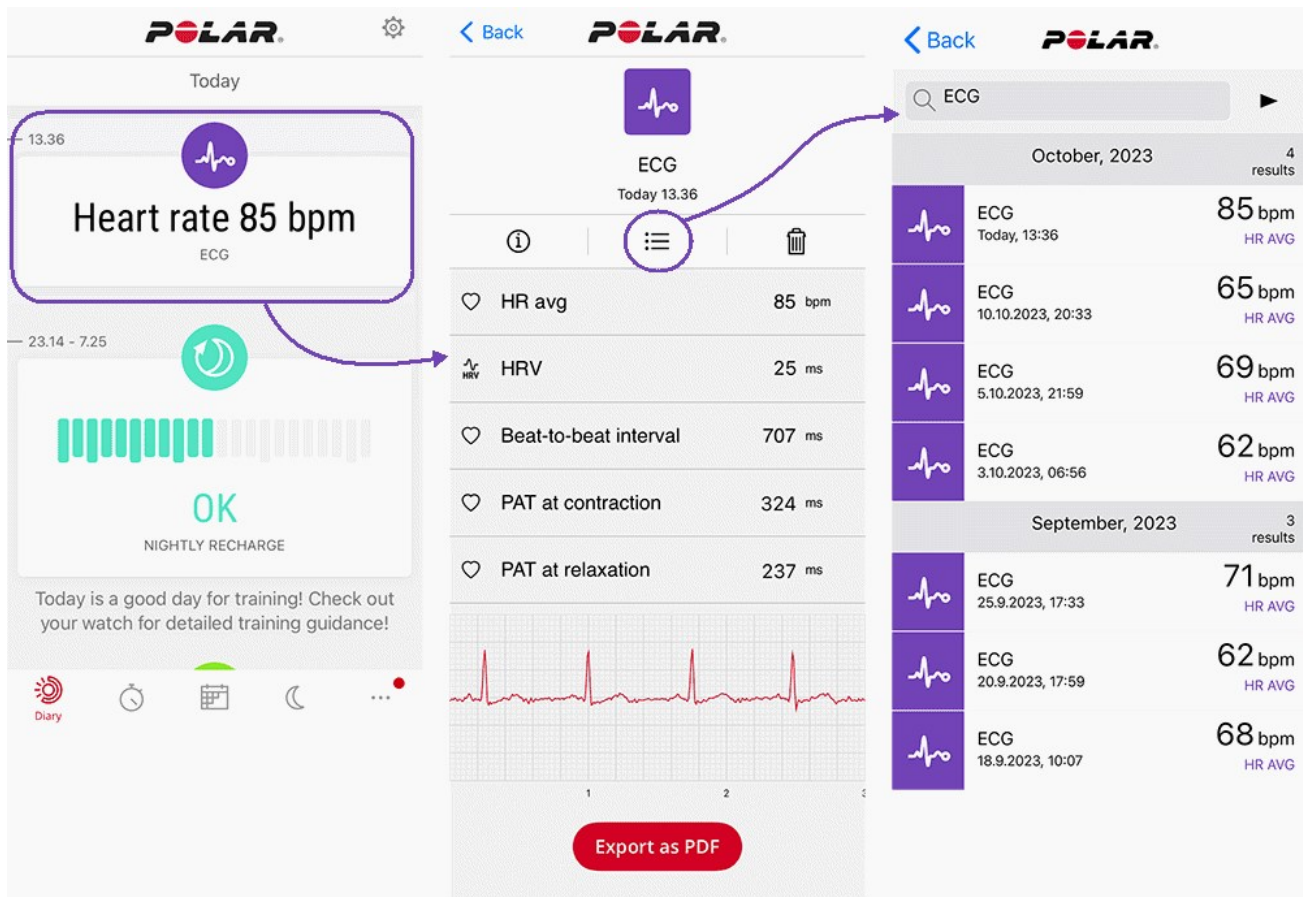 POLAR.
Today
13.36
Heart rate 85 bpm
ECG
23.14 - 7.25
OK
NIGHTLY RECHARGE
Today is a good day for training! Check out
your watch for detailed training guidance!
Diary
Back
POLAR.
ECG
Today 13.36
HR avg 85 bpm
HRV HRV 25 ms
Beat-to-beat interval 707 ms
PAT at contraction 324 ms
PAT at relaxation 237 ms
1 2 3
Export as PDF
Back
POLAR.
ECG
October, 2023 4
results
ECG 85 bpm
Today, 13:36 HR AVG
ECG 65 bpm
10.10.2023, 20:33 HR AVG
ECG 69 bpm
5.10.2023, 21:59 HR AVG
ECG 62 bpm
3.10.2023, 06:56 HR AVG
September, 2023 3
results
ECG 71 bpm
25.9.2023, 17:33 HR AVG
ECG 62 bpm
20.9.2023, 17:59 HR AVG
ECG 68 bpm
18.9.2023, 10:07 HR AVG